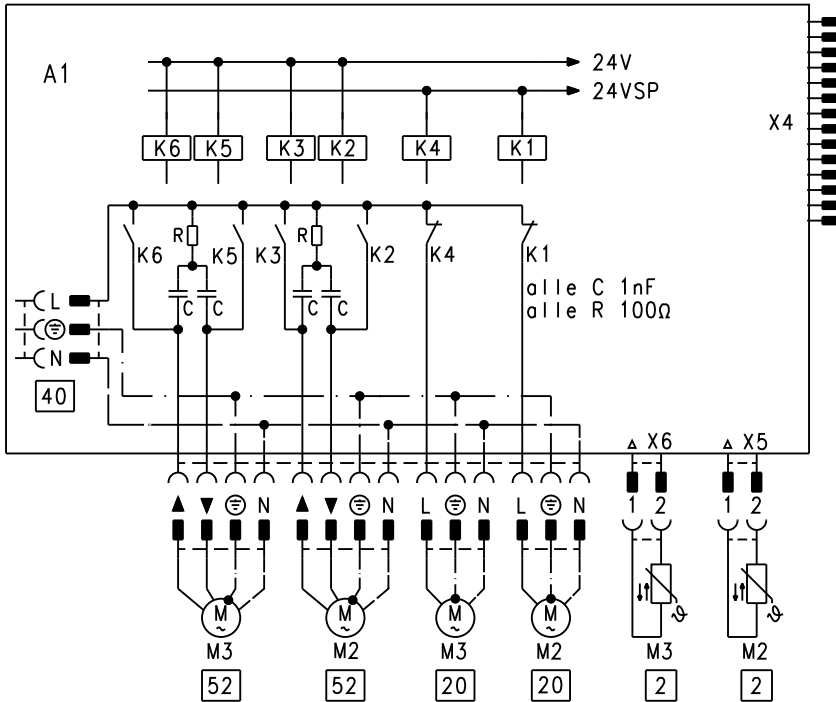 24V
A1
24VSP
X4
K6 K5 K3 K2 K4 K1
R R
K6 K5 K3 K2 K4 K1
alle C 1nF
L C C C C
alle R 100Ω
N
40
X6 X5
▲ ▼ N ▲ ▼ N L N L N 1 2 1 2
M M M M
~ ~ ~ ~
ϑ ϑ
M3 M2 M3 M2 M3 M2
52 52 20 20 2 2